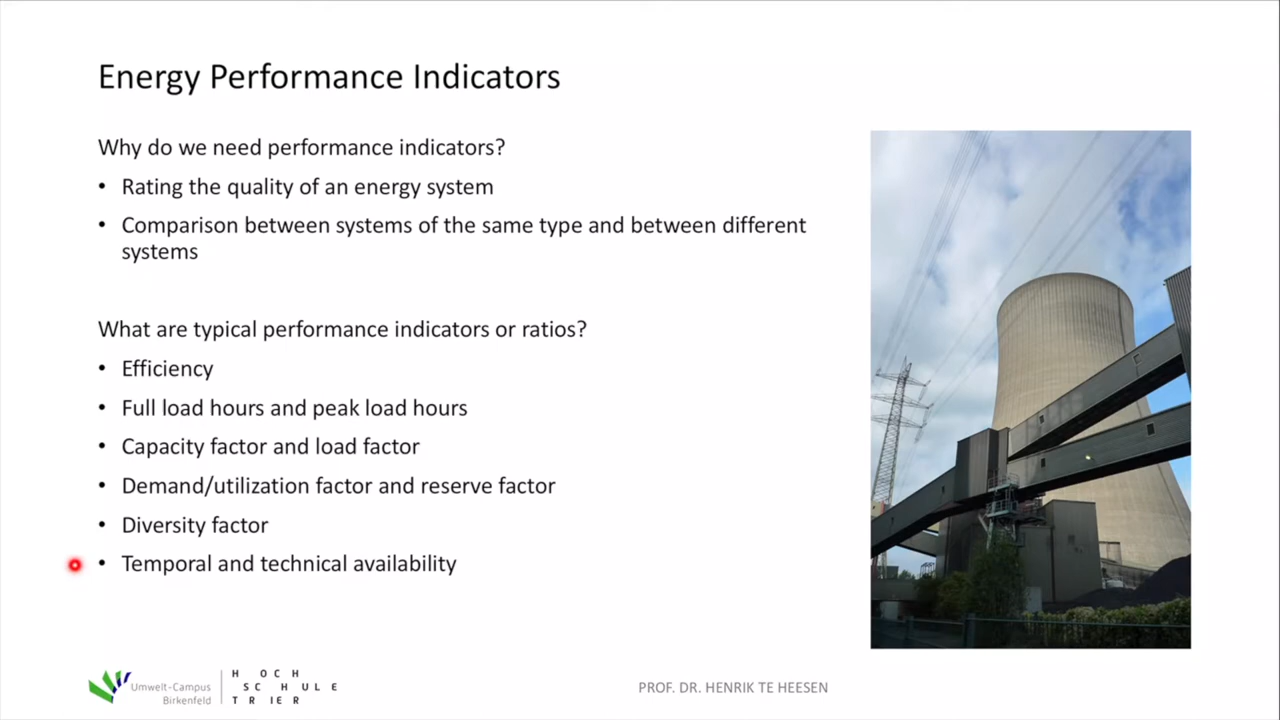 Energy Performance Indicators
Why do we need performance indicators?
• Rating the quality of an energy system
• Comparison between systems of the same type and between different
systems
What are typical performance indicators or ratios?
• Efficiency
• Full load hours and peak load hours
• Capacity factor and load factor
• Demand/utilization factor and reserve factor
• Diversity factor
• Temporal and technical availability
Umwelt-Campus
Birkenfeld
HOCH
SCHULE
TRIER
PROF. DR. HENRIK TE HEESEN